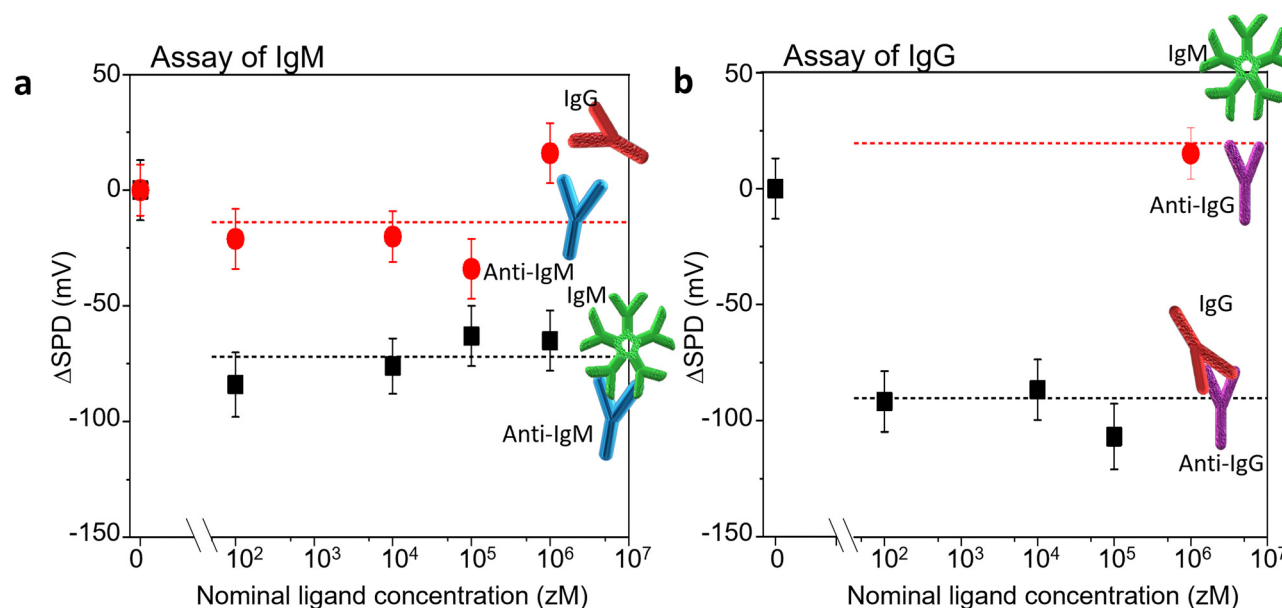 a
Assay of IgM
50
0
-50
-100
-150
ΔSPD (mV)
IgG
Anti-IgM
IgM
Anti-IgM
0
10²
10³
10⁴
10⁵
10⁶
10⁷
Nominal ligand concentration (zM)
b
Assay of IgG
50
0
-50
-100
-150
ΔSPD (mV)
IgM
Anti-IgG
IgG
Anti-IgG
0
10²
10³
10⁴
10⁵
10⁶
10⁷
Nominal ligand concentration (zM)